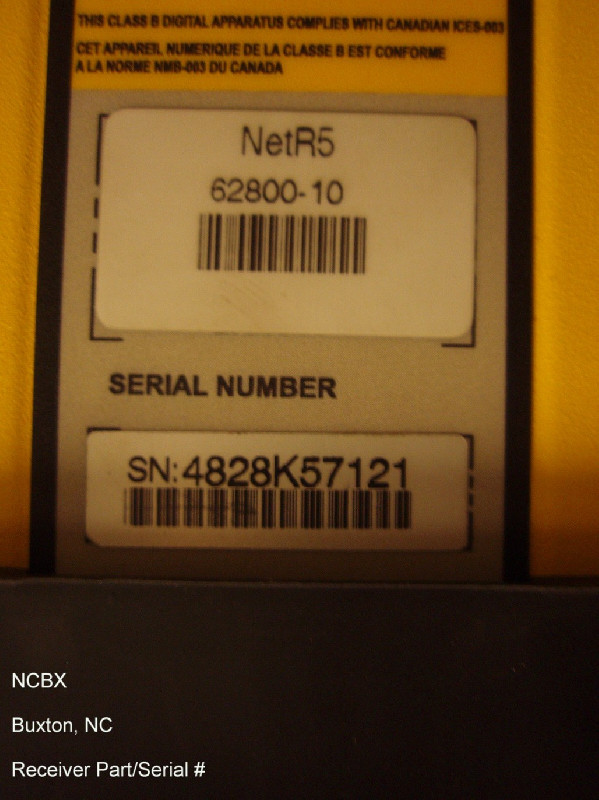 THIS CLASS B DIGITAL APPARATUS COMPLIES WITH CANADIAN ICES-003
CET APPAREIL NUMERIQUE DE LA CLASSE B EST CONFORME
A LA NORME NMB-003 DU CANADA
NetR5
62800-10
SERIAL NUMBER
SN:4828K57121
NCBX
Buxton, NC
Receiver Part/Serial #